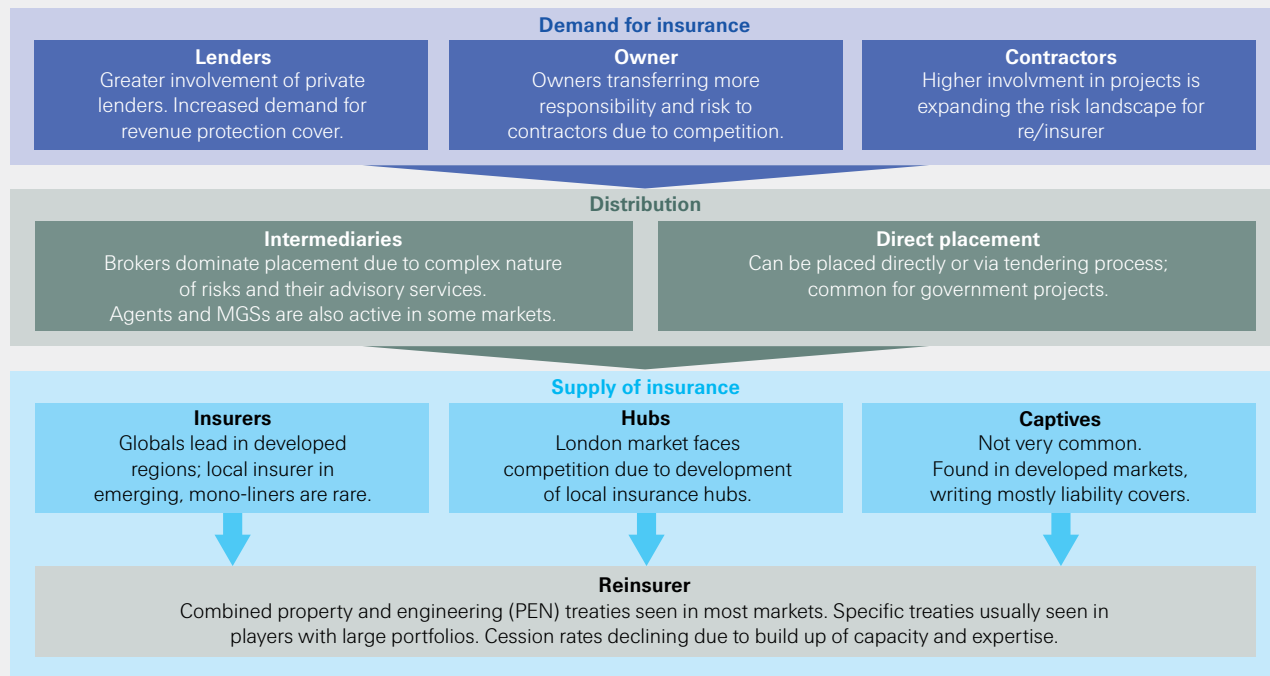 Demand for insurance
Lenders
Greater involvement of private
lenders. Increased demand for
revenue protection cover.
Owner
Owners transferring more
responsibility and risk to
contractors due to competition.
Contractors
Higher involvment in projects is
expanding the risk landscape for
re/insurer
Distribution
Intermediaries
Brokers dominate placement due to complex nature
of risks and their advisory services.
Agents and MGSs are also active in some markets.
Direct placement
Can be placed directly or via tendering process;
common for government projects.
Supply of insurance
Insurers
Globals lead in developed
regions; local insurer in
emerging, mono-liners are rare.
Hubs
London market faces
competition due to development
of local insurance hubs.
Captives
Not very common.
Found in developed markets,
writing mostly liability covers.
Reinsurer
Combined property and engineering (PEN) treaties seen in most markets. Specific treaties usually seen in
players with large portfolios. Cession rates declining due to build up of capacity and expertise.